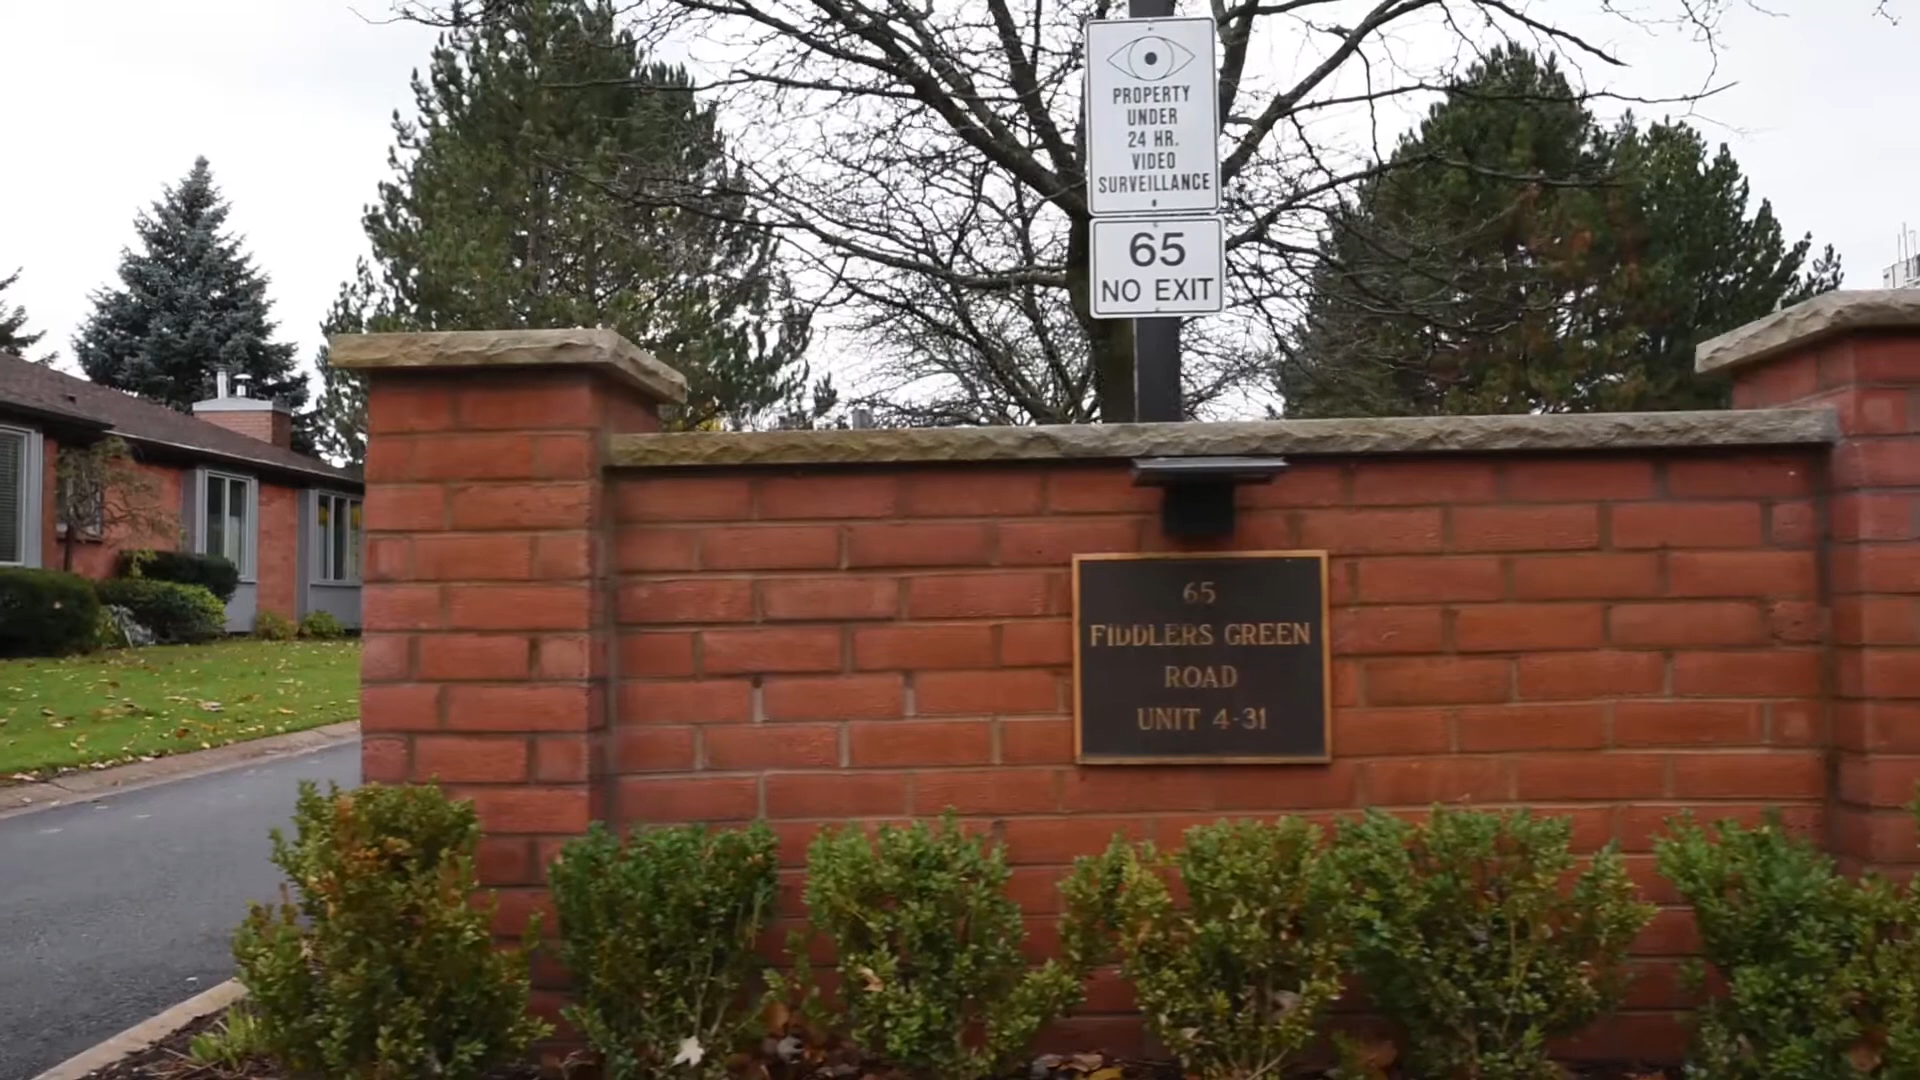 PROPERTY
UNDER
24 HR.
VIDEO
SURVEILLANCE
65
NO EXIT
65
FIDDLERS GREEN
ROAD
UNIT 4-31